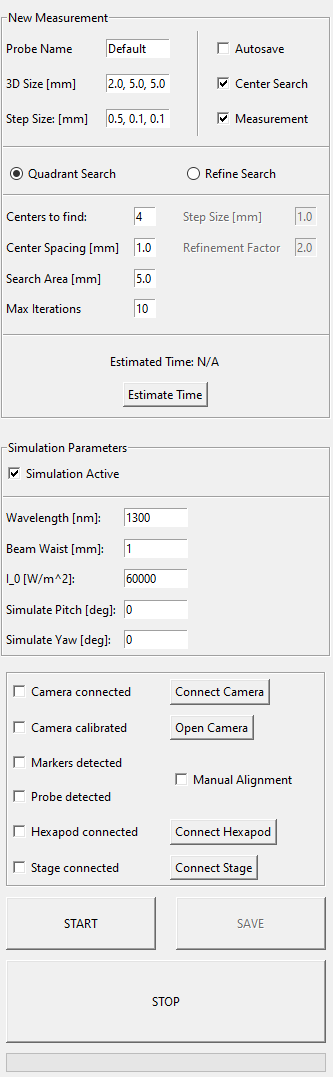 New Measurement
Probe Name Default Autosave
3D Size [mm] 2.0, 5.0, 5.0 Center Search
Step Size: [mm] 0.5, 0.1, 0.1 Measurement
Quadrant Search Refine Search
Centers to find: 4 Step Size [mm] 1.0
Center Spacing [mm] 1.0 Refinement Factor 2.0
Search Area [mm] 5.0
Max Iterations 10
Estimated Time: N/A
Estimate Time
Simulation Parameters
Simulation Active
Wavelength [nm]: 1300
Beam Waist [mm]: 1
I_0 [W/m^2]: 60000
Simulate Pitch [deg]: 0
Simulate Yaw [deg]: 0
Camera connected Connect Camera
Camera calibrated Open Camera
Markers detected
Manual Alignment
Probe detected
Hexapod connected Connect Hexapod
Stage connected Connect Stage
START SAVE
STOP